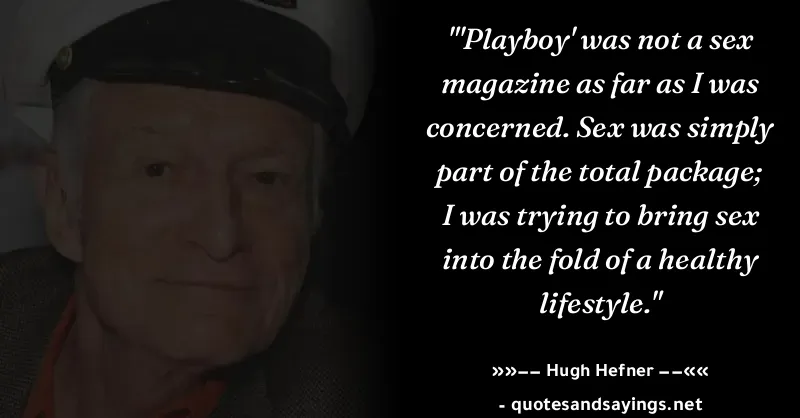 "'Playboy' was not a sex
magazine as far as I was
concerned. Sex was simply
part of the total package;
I was trying to bring sex
into the fold of a healthy
lifestyle."
»»-- Hugh Hefner --««
- quotesandsayings.net